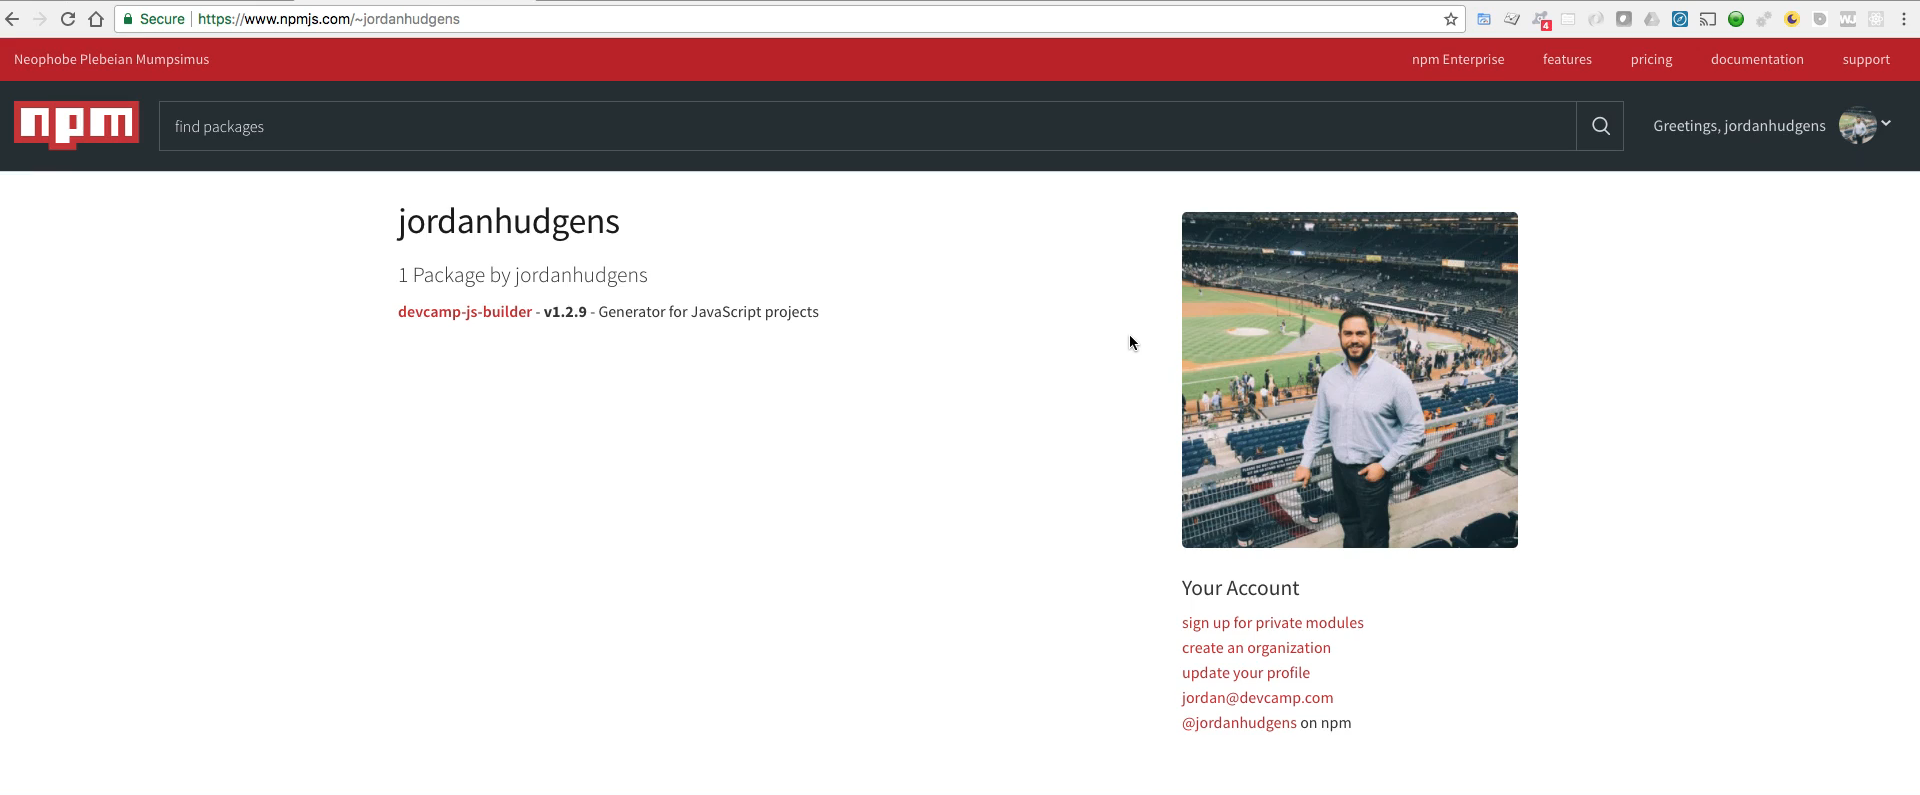 Secure https://www.npmjs.com/~jordanhudgens
4
WJ
Neophobe Plebeian Mumpsimus
npm Enterprise features pricing documentation support
npm
find packages
Greetings, jordanhudgens
jordanhudgens
1 Package by jordanhudgens
devcamp-js-builder - v1.2.9 - Generator for JavaScript projects
Your Account
sign up for private modules
create an organization
update your profile
jordan@devcamp.com
@jordanhudgens on npm